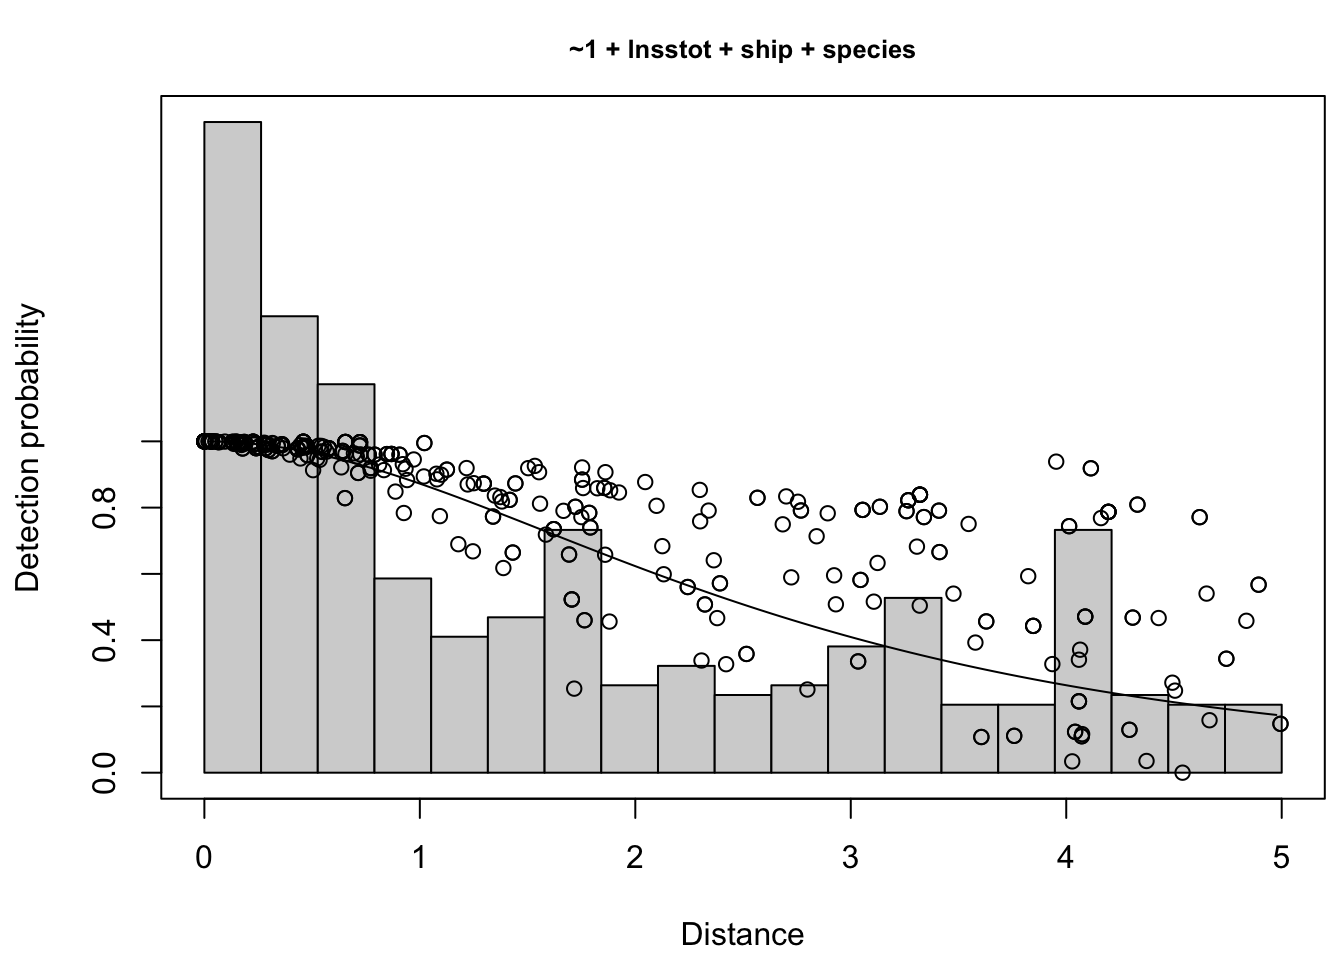 ~1 + lnsstot + ship + species
Detection probability
0.8
0.4
0.0
0 1 2 3 4 5
Distance